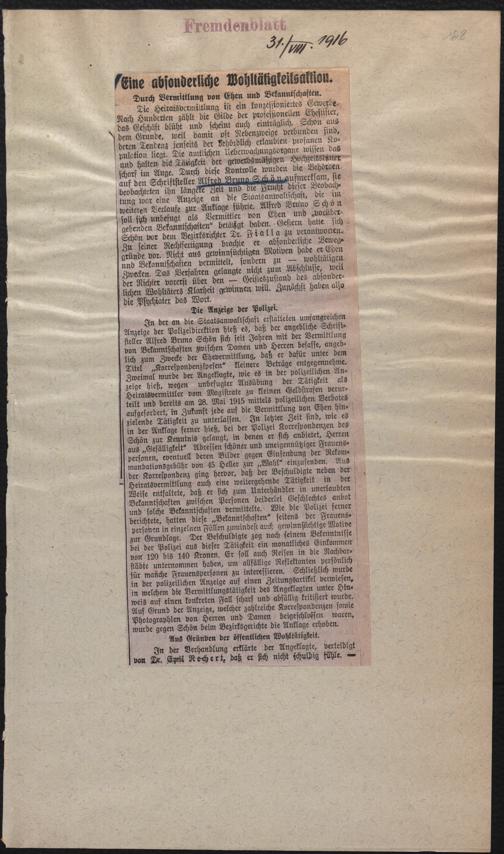 Fremdenblatt
31./VIII. 1916
128
Eine absonderliche Wohltätigkeitsaktion.
Durch Vermittlung von Ehen und Bekanntschaften.
Die Heiratsvermittlung ist ein konzessioniertes Gewerbe.
Nach Hunderten zählt die Gilde der professionellen Ehestifter,
das Geschäft blüht und scheint auch einträglich. Schon aus
dem Grunde, weil damit oft Nebenzweige verbunden sind,
deren Tendenz jenseits der behördlich erlaubten profanen Ko-
pulation liegt. Die amtlichen Ueberwachungsorgane wissen das
und halten die Tätigkeit der gewerbsmäßigen Hochzeitslader
scharf im Auge. Durch diese Kontrolle wurden die Behörden
auf den Schriftsteller Alfred Bruno Schön aufmerksam, sie
beobachteten ihn längere Zeit und die Frucht dieser Beobach-
tung war eine Anzeige an die Staatsanwaltschaft, die im
weiteren Verlaufe zur Anklage führte. Alfred Bruno Schön
soll sich unbefugt als Vermittler von Ehen und „vorüber-
gehenden Bekanntschaften" betätigt haben. Gestern hatte sich
Schön vor dem Bezirksrichter Dr. Fialla zu verantworten.
Zu seiner Rechtfertigung brachte er absonderliche Beweg-
gründe vor. Nicht aus gewinnsüchtigen Motiven habe er Ehen
und Bekanntschaften vermittelt, sondern zu — wohltätigen
Zwecken. Das Verfahren gelangte nicht zum Abschlusse, weil
der Richter vorerst über den — Geisteszustand des absonder-
lichen Wohltäters Klarheit gewinnen will. Zunächst haben also
die Psychiater das Wort.
Die Anzeige der Polizei.
In der an die Staatsanwaltschaft erstatteten umfangreichen
Anzeige der Polizeidirektion hieß es, daß der angebliche Schrift-
steller Alfred Bruno Schön sich seit Jahren mit der Vermittlung
von Bekanntschaften zwischen Damen und Herren befasse, angeb-
lich zum Zwecke der Ehevermittlung, daß er dafür unter dem
Titel „Korrespondenzspesen" kleinere Beträge entgegennehme.
Zweimal wurde der Angeklagte, wie es in der polizeilichen An-
zeige hieß, wegen unbefugter Ausübung der Tätigkeit als
Heiratsvermittler vom Magistrate zu kleinen Geldstrafen verur-
teilt und bereits am 28. Mai 1915 mittels polizeilichen Verbotes
aufgefordert, in Zukunft jede auf die Vermittlung von Ehen hin-
zielende Tätigkeit zu unterlassen. In letzter Zeit sind, wie es
in der Anklage ferner hieß, der Polizei Korrespondenzen des
Schön zur Kenntnis gelangt, in denen er sich anbietet, Herren
aus „Gefälligkeit" Adressen schöner und uneigennütziger Frauens-
personen, eventuell deren Bilder gegen Einsendung der Rekom-
mandationsgebühr von 45 Heller zur „Wahl" einzusenden. Aus
der Korrespondenz ging hervor, daß der Beschuldigte neben der
Heiratsvermittlung auch eine weitergehende Tätigkeit in der
Weise entfaltete, daß er sich zum Unterhändler in unerlaubten
Bekanntschaften zwischen Personen beiderlei Geschlechtes anbot
und solche Bekanntschaften vermittelte. Wie die Polizei ferner
berichtete, hatten diese „Bekanntschaften" seitens der Frauens-
personen in einzelnen Fällen zumindest auch gewinnsüchtige Motive
zur Grundlage. Der Beschuldigte zog nach seinem Bekenntnisse
bei der Polizei aus dieser Tätigkeit ein monatliches Einkommen
von 120 bis 140 Kronen. Er soll auch Reisen in die Nachbar-
städte unternommen haben, um allfällige Reflektanten persönlich
für manche Frauenspersonen zu interessieren. Schließlich wurde
in der polizeilichen Anzeige auf einen Zeitungsartikel verwiesen,
in welchem die Vermittlungstätigkeit des Angeklagten unter Hin-
weis auf einen konkreten Fall scharf und abfällig kritisiert wurde.
Auf Grund der Anzeige, welcher zahlreiche Korrespondenzen sowie
Photographien von Herren und Damen beigeschlossen waren,
wurde gegen Schön beim Bezirksgerichte die Anklage erhoben.
Aus Gründen der öffentlichen Wohltätigkeit.
In der Verhandlung erklärte der Angeklagte, verteidigt
von Dr. Cyril Kocherl, daß er sich nicht schuldig fühle. —